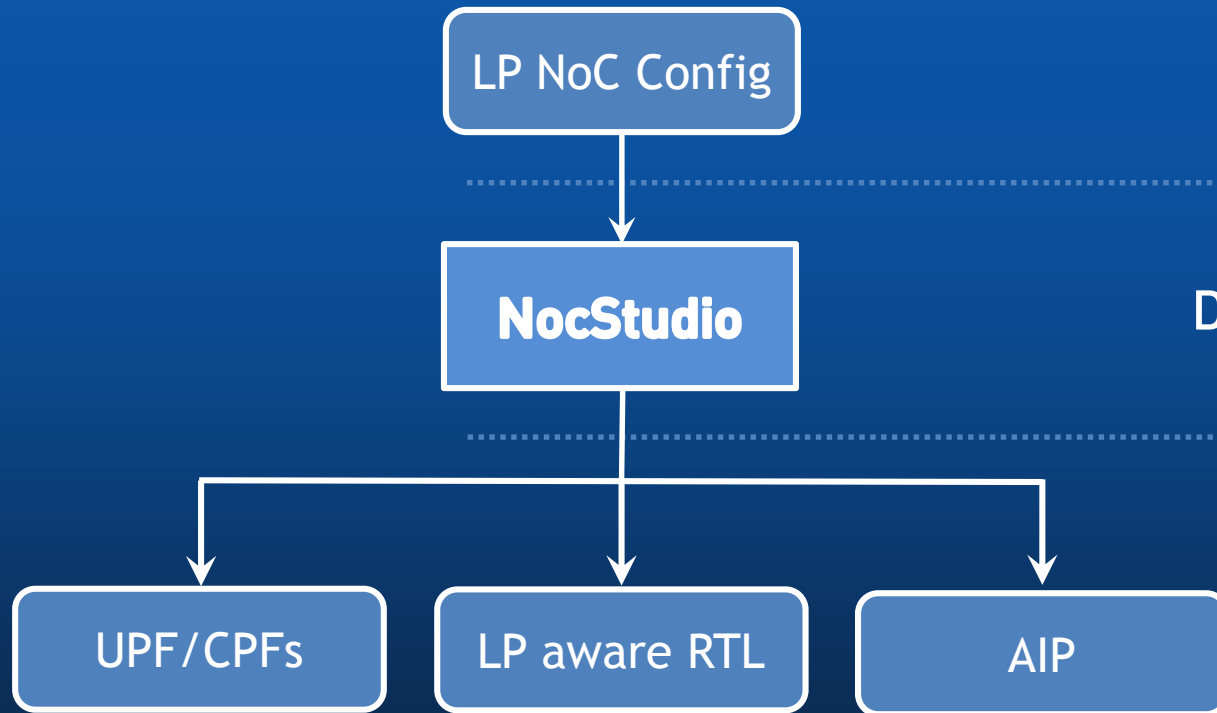 LP NoC Config
NocStudio
D
UPF/CPFs
LP aware RTL
AIP